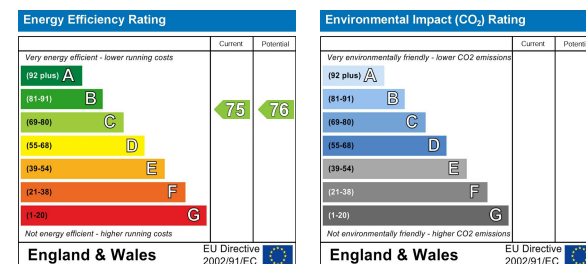 Energy Efficiency Rating
Current Potential
Very energy efficient - lower running costs
(92 plus) A
(81-91) B
(69-80) C
(55-68) D
(39-54) E
(21-38) F
(1-20) G
75 76
Not energy efficient - higher running costs
England & Wales
EU Directive
2002/91/EC
Environmental Impact (CO₂) Rating
Current Potenti
Very environmentally friendly - lower CO2 emissions
(92 plus) A
(81-91) B
(69-80) C
(55-68) D
(39-54) E
(21-38) F
(1-20) G
Not environmentally friendly - higher CO2 emissions
England & Wales
EU Directive
2002/91/EC